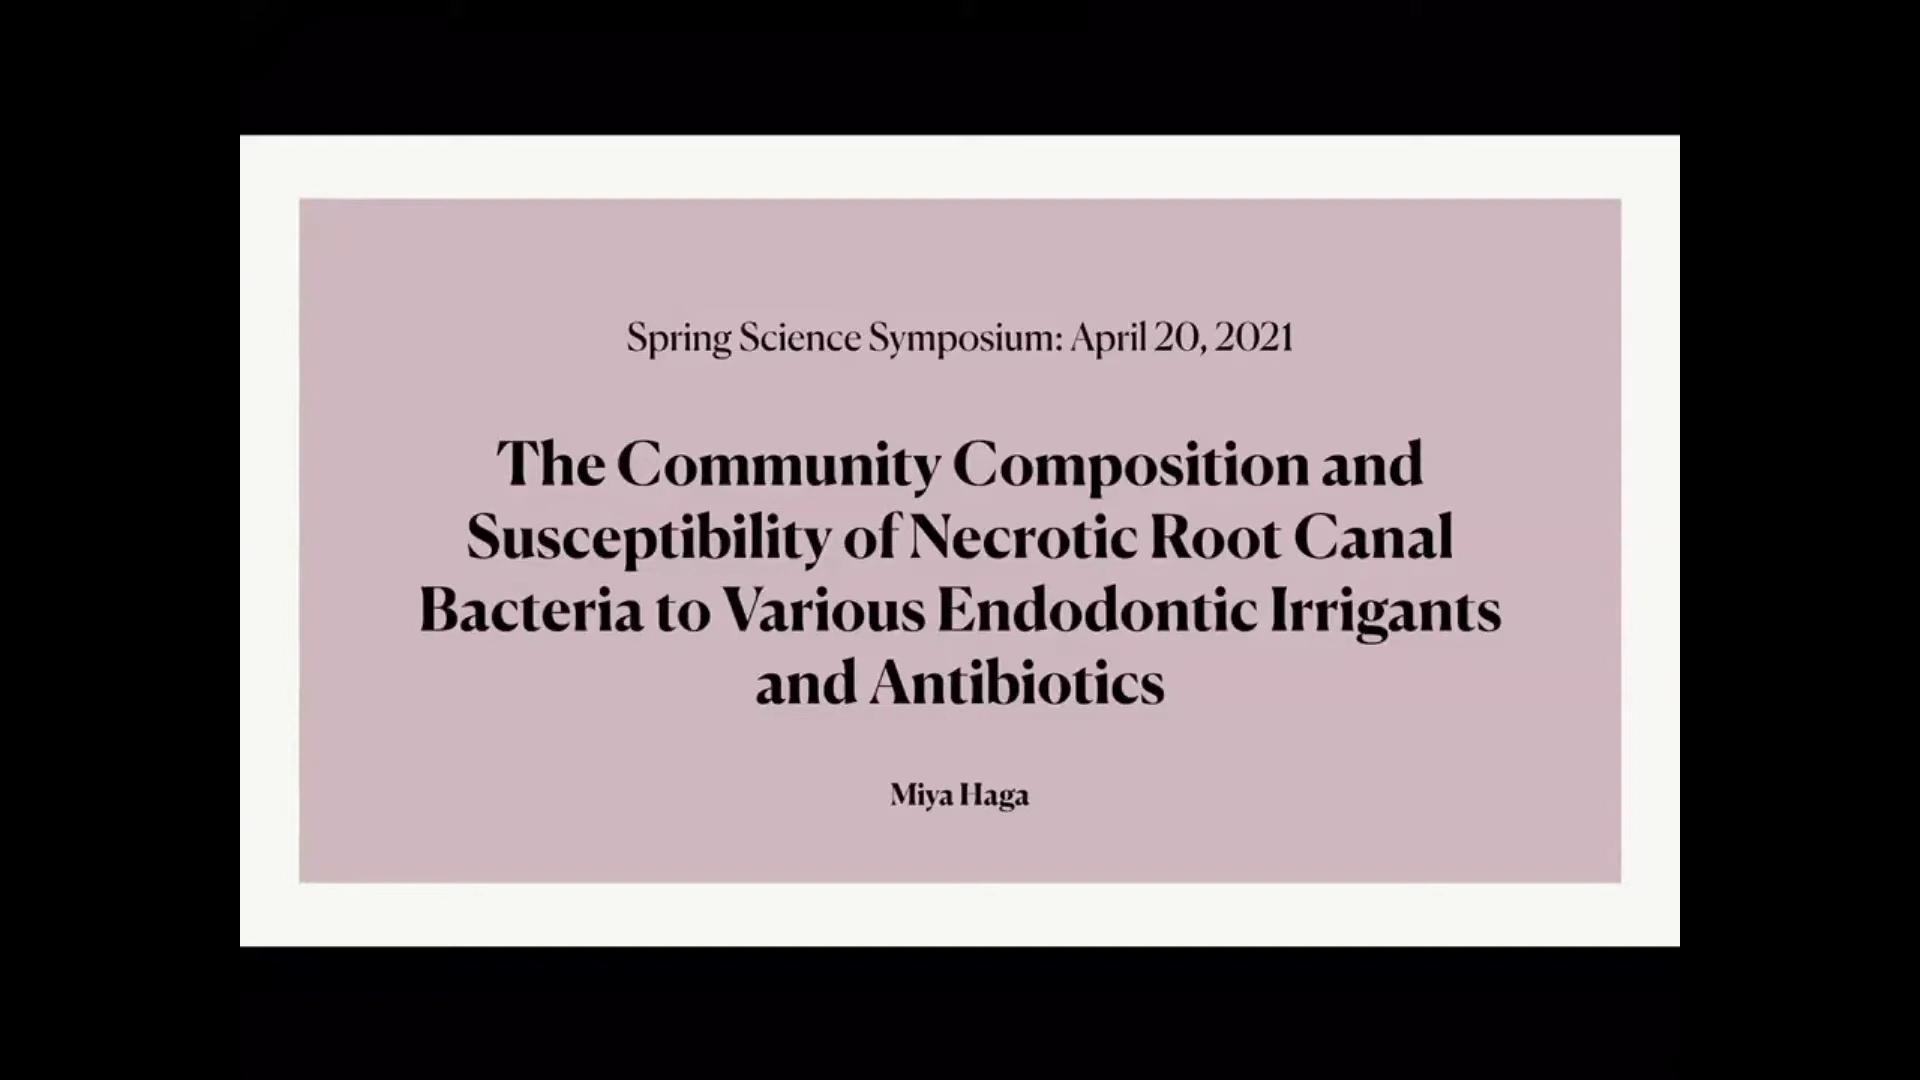 Spring Science Symposium: April 20, 2021
The Community Composition and
Susceptibility of Necrotic Root Canal
Bacteria to Various Endodontic Irrigants
and Antibiotics
Miya Haga